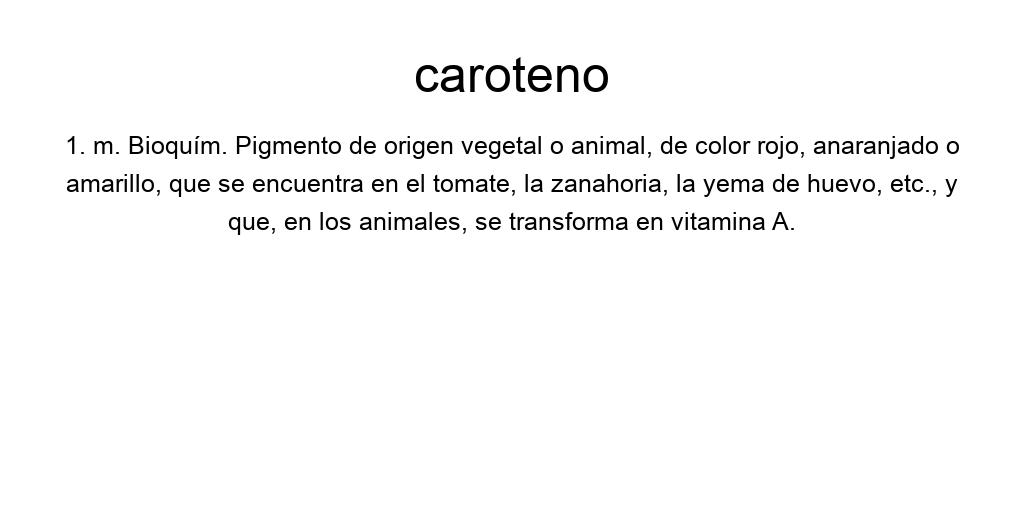 caroteno
1. m. Bioquím. Pigmento de origen vegetal o animal, de color rojo, anaranjado o
amarillo, que se encuentra en el tomate, la zanahoria, la yema de huevo, etc., y
que, en los animales, se transforma en vitamina A.